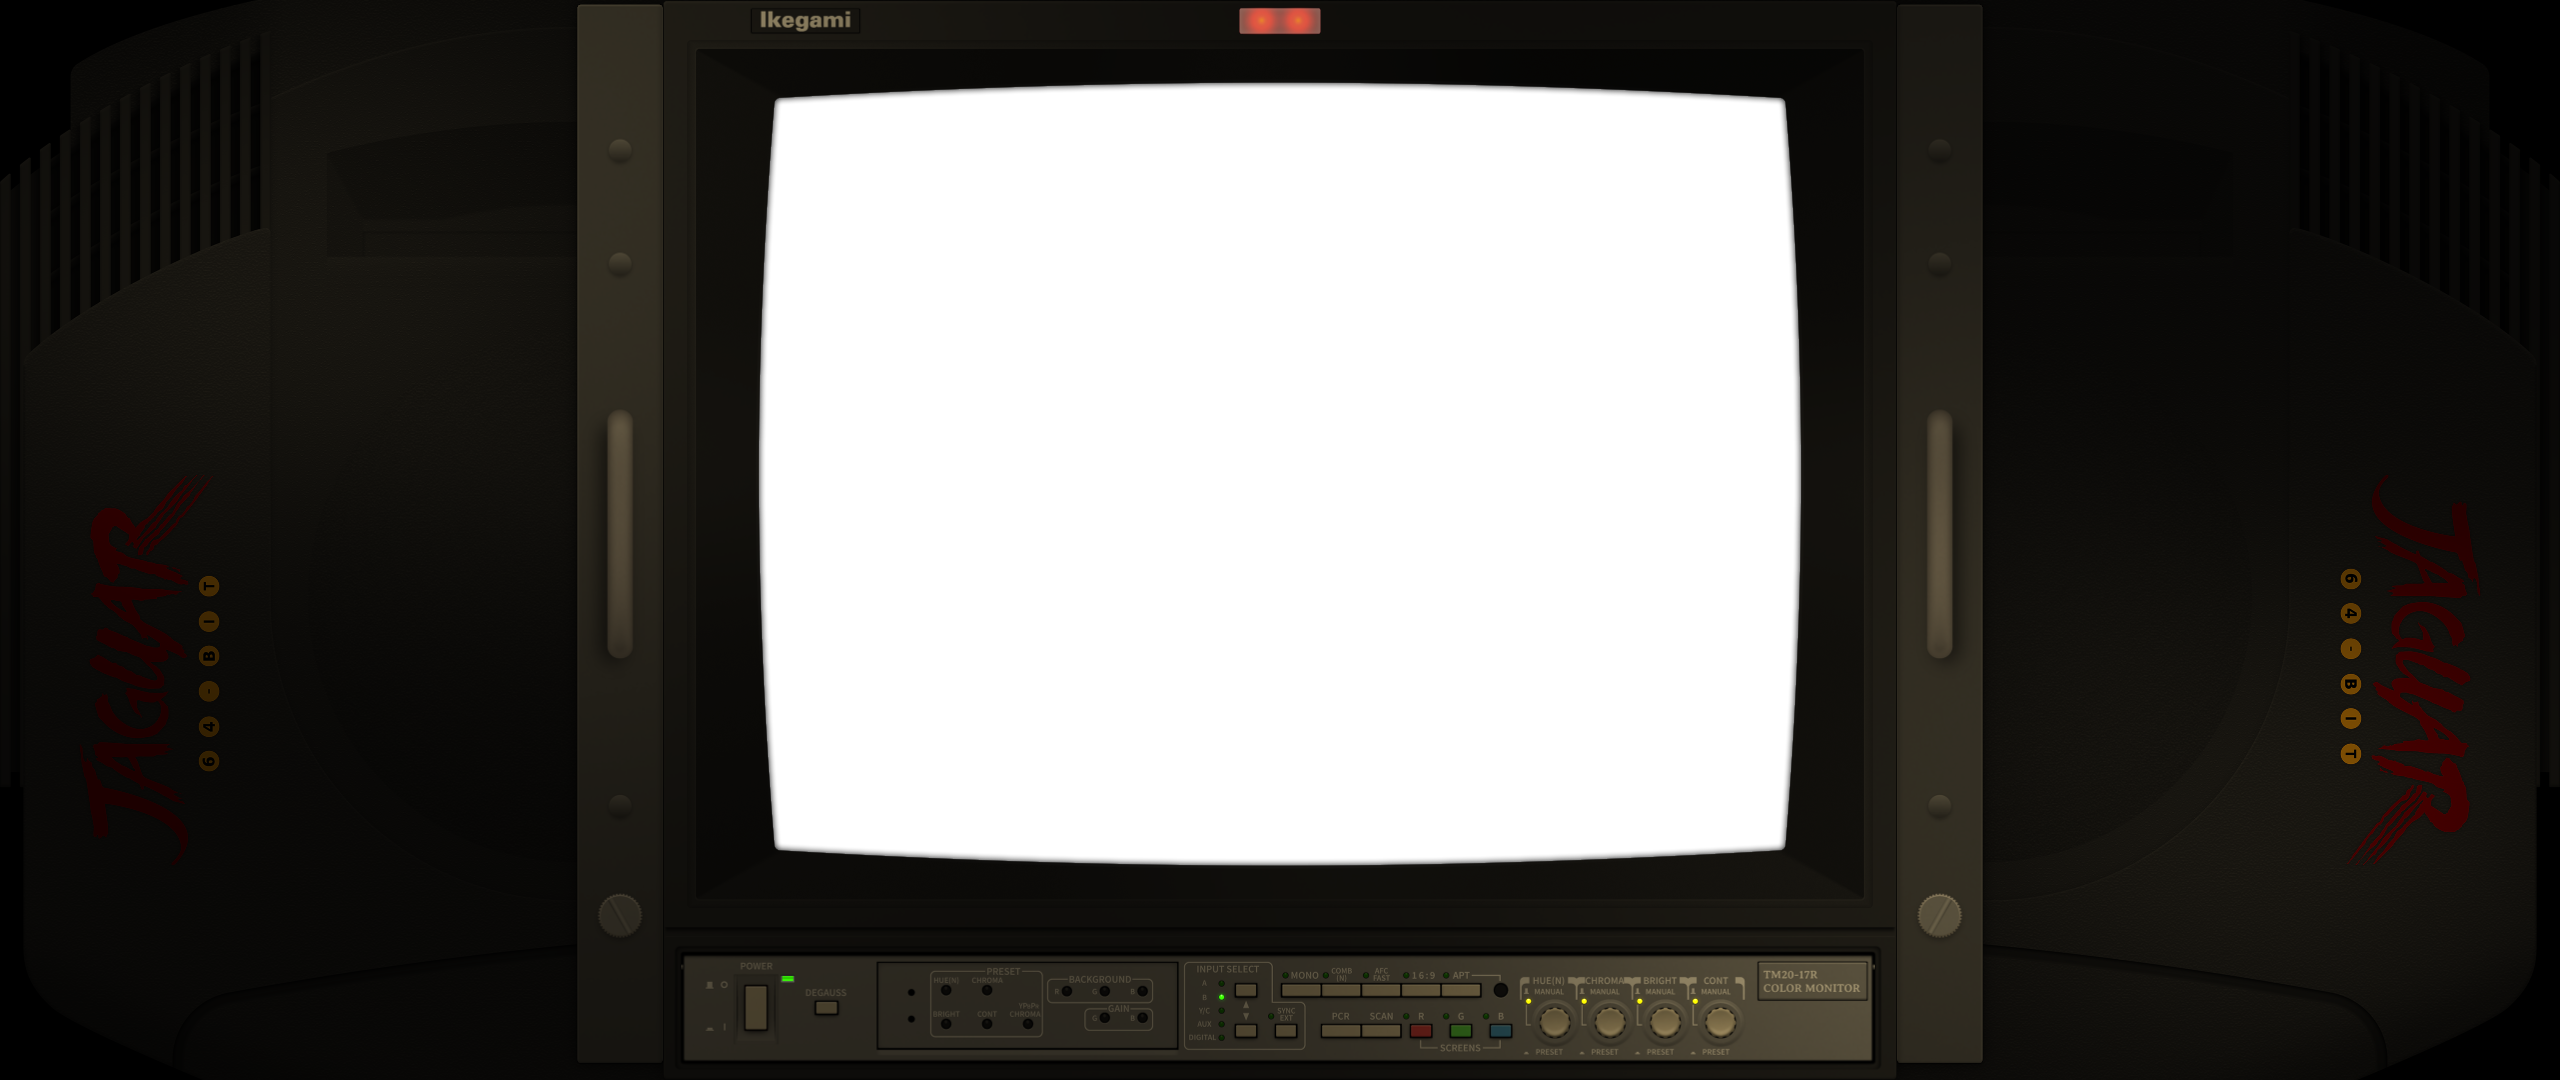 Ikegami
JAGUAR
64-BIT
JAGUAR
64-BIT
POWER
DEGAUSS
PRESET
HUE(N)
CHROMA
BRIGHT
CONT
YPbPr
CHROMA
BACKGROUND
R
G
B
GAIN
G
B
INPUT SELECT
A
B
Y/C
AUX
DIGITAL
SYNC
EXT
MONO
COMB
(N)
AFC
FAST
16:9
APT
PCR
SCAN
R
G
B
SCREENS
HUE(N)
CHROMA
BRIGHT
CONT
MANUAL
MANUAL
MANUAL
MANUAL
PRESET
PRESET
PRESET
PRESET
TM20-17R
COLOR MONITOR